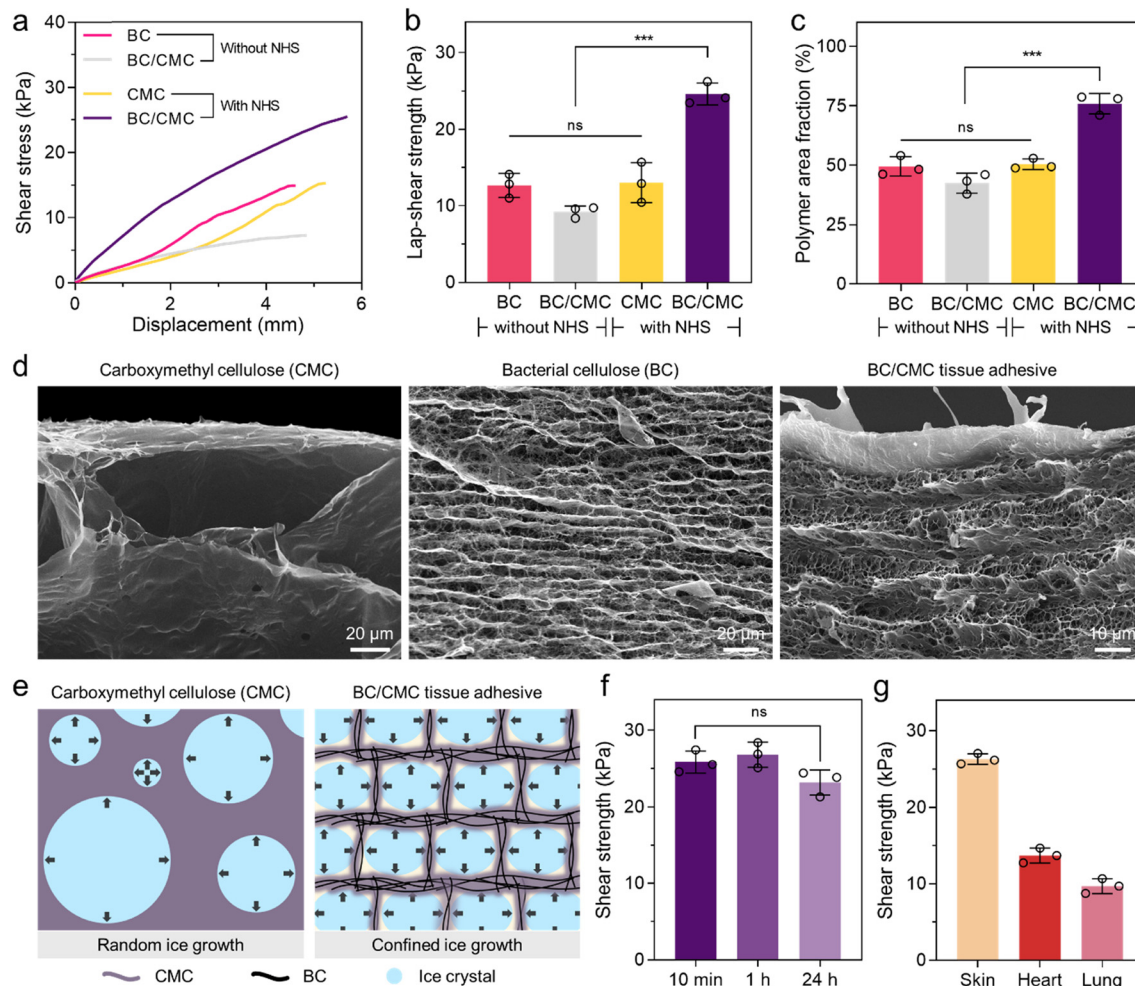 a
Shear stress (kPa)
40
30
20
10
0
BC
BC/CMC
Without NHS
CMC
BC/CMC
With NHS
0 2 4 6
Displacement (mm)
b
Lap-shear strength (kPa)
30
20
10
0
***
ns
BC BC/CMC CMC BC/CMC
without NHS with NHS
c
Polymer area fraction (%)
100
75
50
25
0
***
ns
BC BC/CMC CMC BC/CMC
without NHS with NHS
d
Carboxymethyl cellulose (CMC) Bacterial cellulose (BC) BC/CMC tissue adhesive
20 µm 20 µm 10 µm
e
Carboxymethyl cellulose (CMC) BC/CMC tissue adhesive
Random ice growth Confined ice growth
CMC BC Ice crystal
f
Shear strength (kPa)
30
20
10
0
ns
10 min 1 h 24 h
g
Shear strength (kPa)
30
20
10
0
Skin Heart Lung